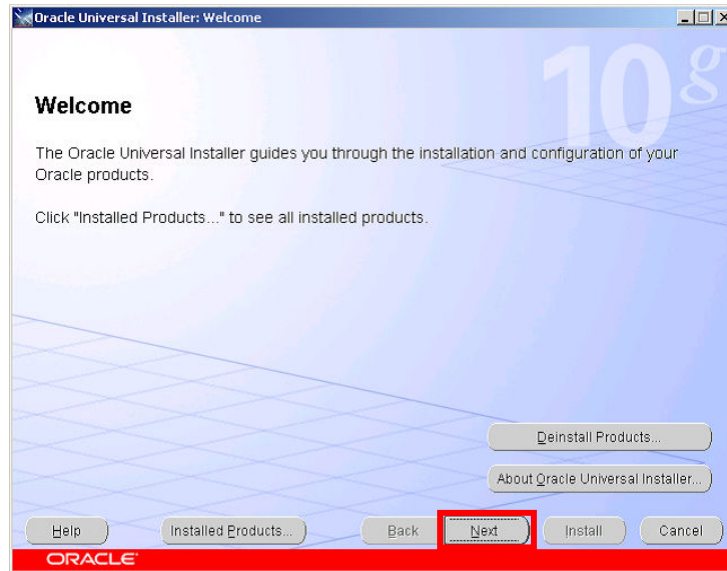 Oracle Universal Installer: Welcome
10g
Welcome
The Oracle Universal Installer guides you through the installation and configuration of your
Oracle products.
Click "Installed Products..." to see all installed products.
Deinstall Products...
About Oracle Universal Installer...
Help Installed Products... Back Next Install Cancel
ORACLE